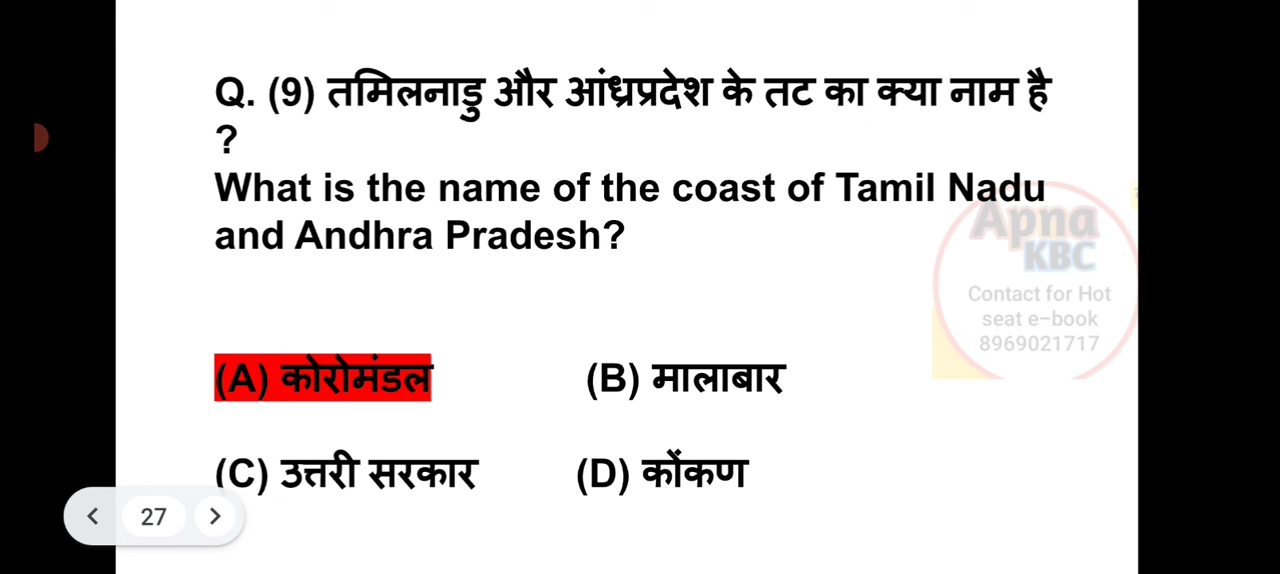 Q. (9) तमिलनाडु और आंध्रप्रदेश के तट का क्या नाम है
?
What is the name of the coast of Tamil Nadu
and Andhra Pradesh?
Apna
KBC
Contact for Hot
seat e-book
8969021717
(A) कोरोमंडल (B) मालाबार
(C) उत्तरी सरकार (D) कोंकण
< 27 >